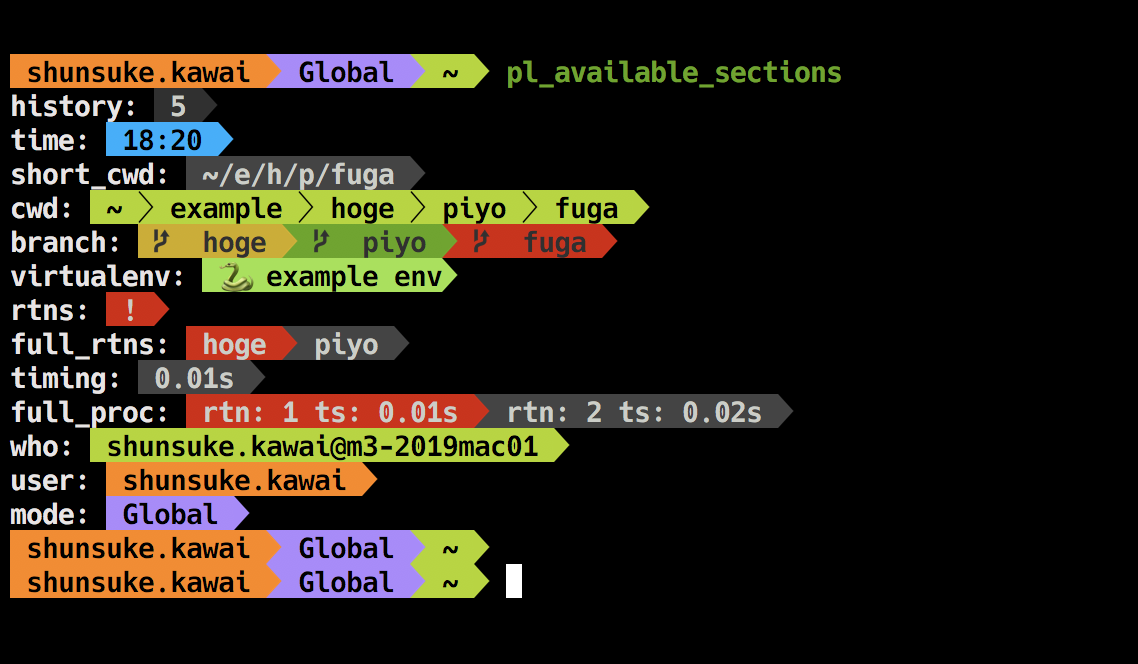 shunsuke.kawai Global ~ pl_available_sections
history: 5
time: 18:20
short_cwd: ~/e/h/p/fuga
cwd: ~ example hoge piyo fuga
branch: hoge piyo fuga
virtualenv: 🐍 example env
rtns: !
full_rtns: hoge piyo
timing: 0.01s
full_proc: rtn: 1 ts: 0.01s rtn: 2 ts: 0.02s
who: shunsuke.kawai@m3-2019mac01
user: shunsuke.kawai
mode: Global
shunsuke.kawai Global ~
shunsuke.kawai Global ~